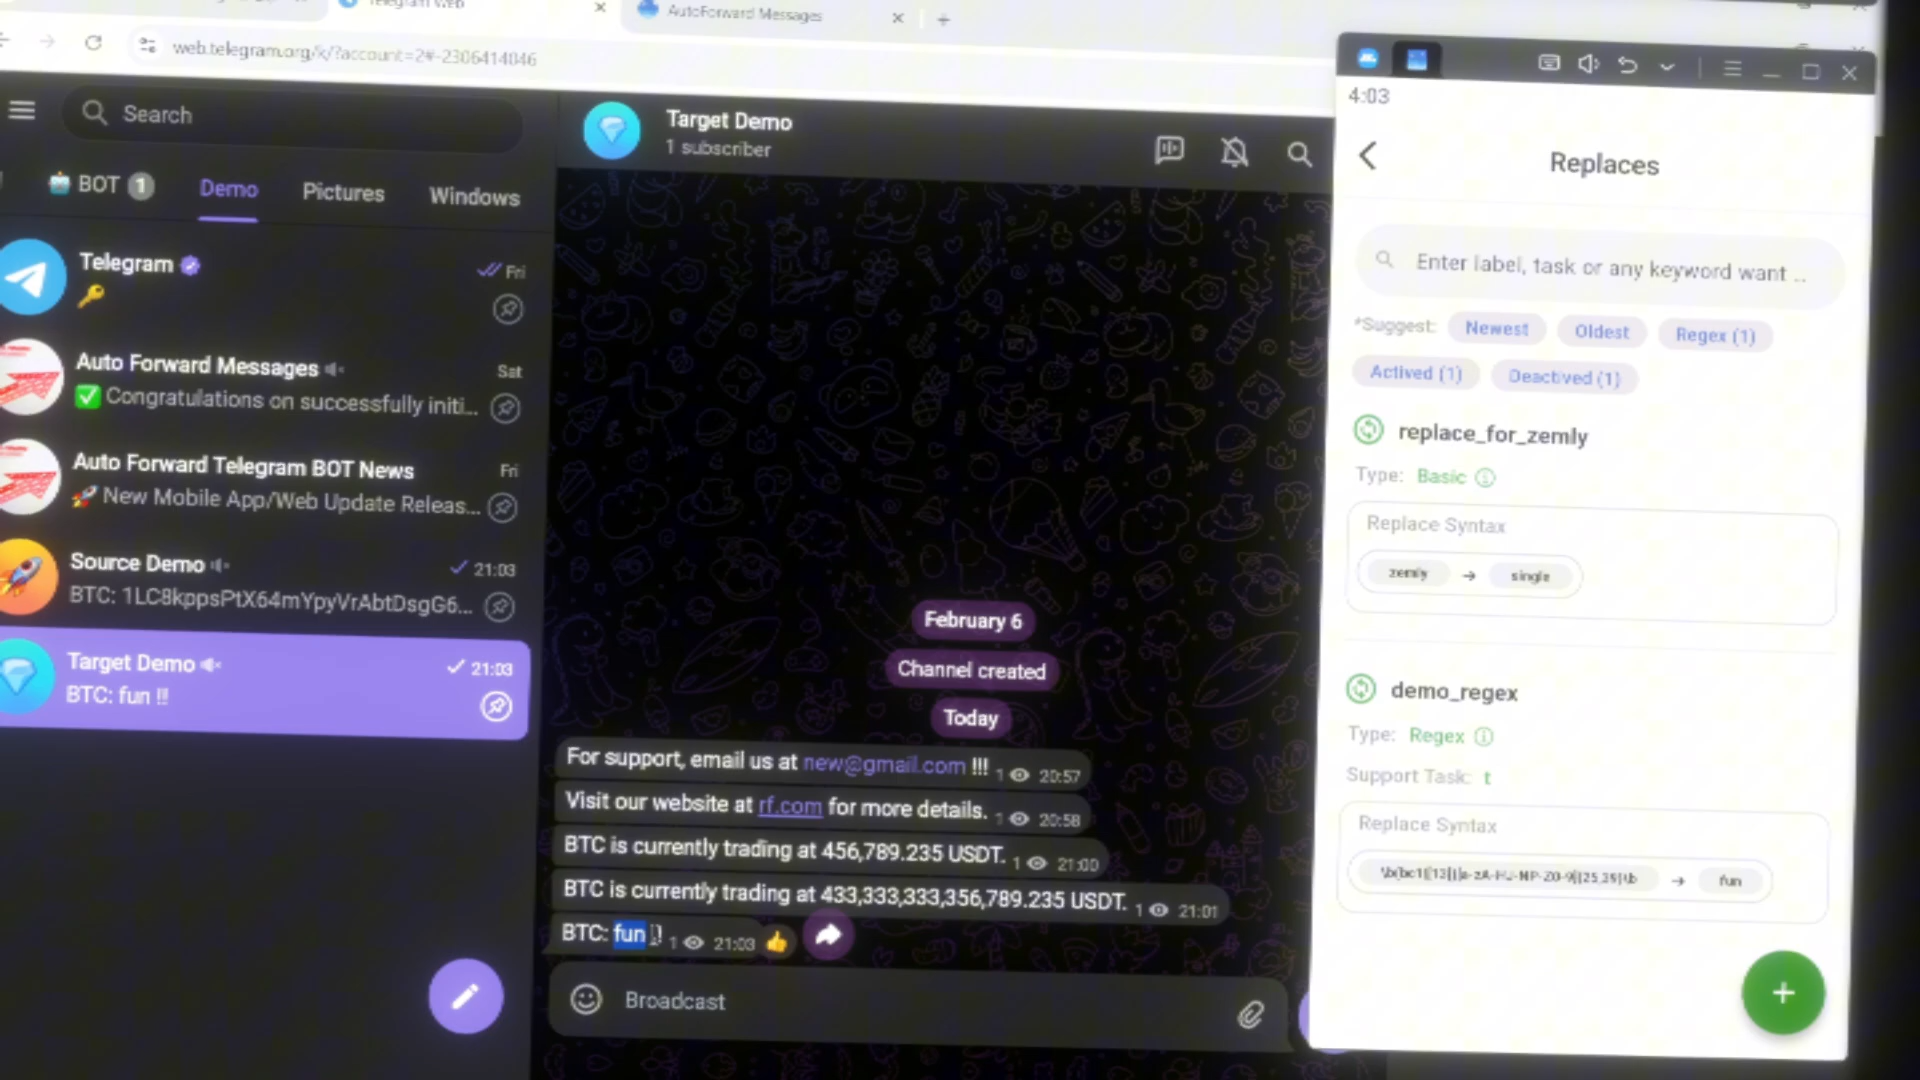 Telegram Web
AutoForward Messages
web.telegram.org/k/?account=2#-2306414046
Search
BOT 1
Demo
Pictures
Windows
Telegram
Fri
Auto Forward Messages
Sat
Congratulations on successfully initi...
Auto Forward Telegram BOT News
Fri
New Mobile App/Web Update Releas...
Source Demo
21:03
BTC: 1LC8kppsPtX64mYpyVrAbtDsgG6...
Target Demo
21:03
BTC: fun !!!
Target Demo
1 subscriber
February 6
Channel created
Today
For support, email us at new@gmail.com !!! 1 20:57
Visit our website at rf.com for more details. 1 20:58
BTC is currently trading at 456,789.235 USDT. 1 21:00
BTC is currently trading at 433,333,333,356,789.235 USDT. 1 21:01
BTC: fun 1 21:03
Broadcast
4:03
Replaces
Enter label, task or any keyword want ..
*Suggest:
Newest
Oldest
Regex (1)
Actived (1)
Deactived (1)
replace_for_zemly
Type: Basic
Replace Syntax
zemly → single
demo_regex
Type: Regex
Support Task: t
Replace Syntax
→ fun